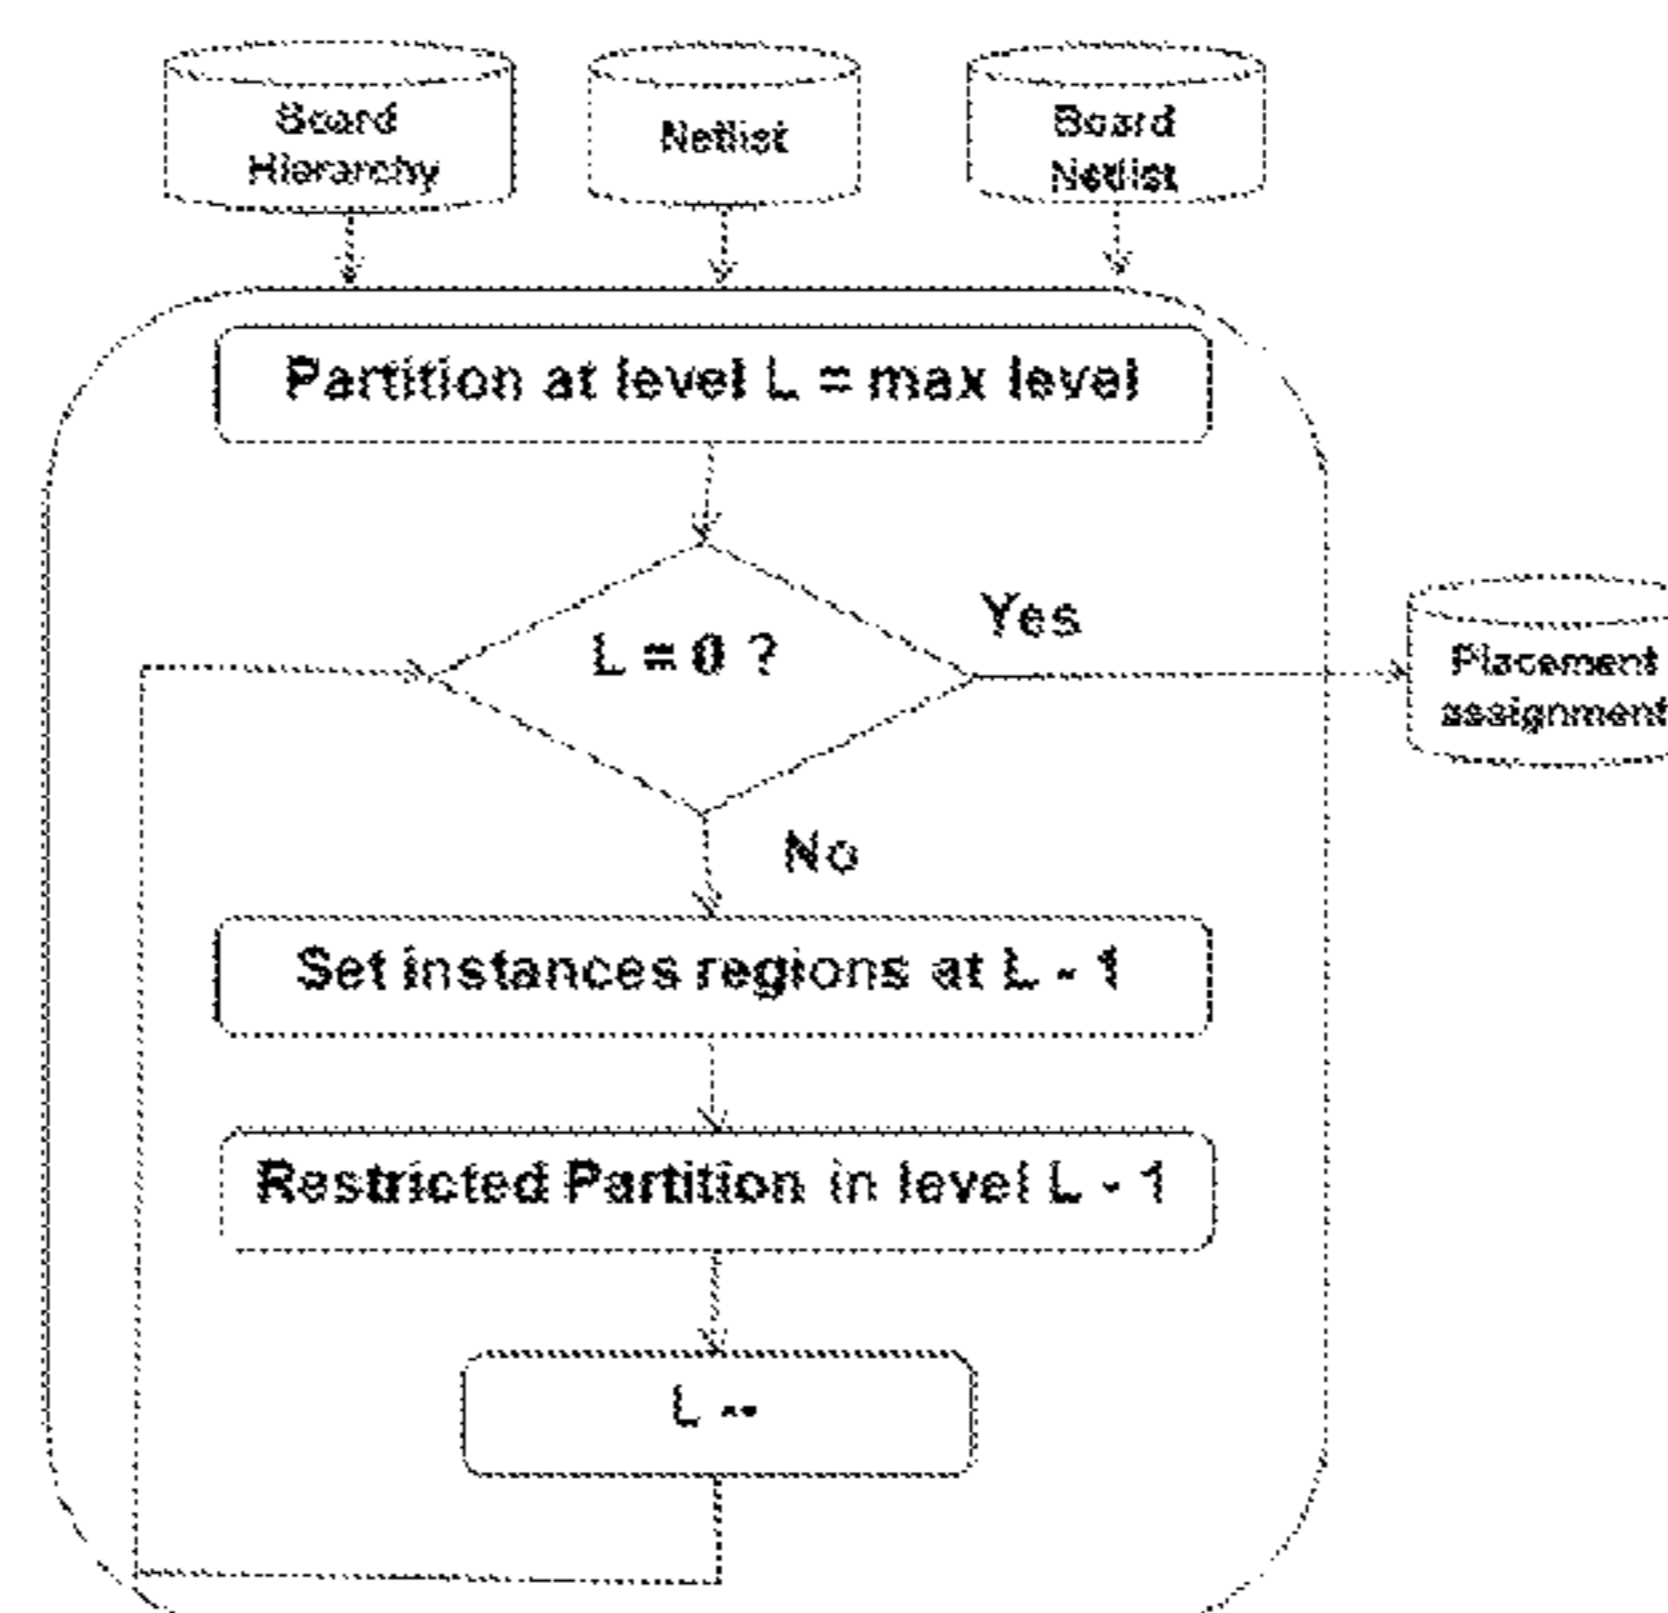 Board
Hierarchy
Netlist
Board
Netlist
Partition at level L = max level
L = 0 ?
Yes
Placement
assignment
No
Set instances regions at L - 1
Restricted Partition in level L - 1
L --